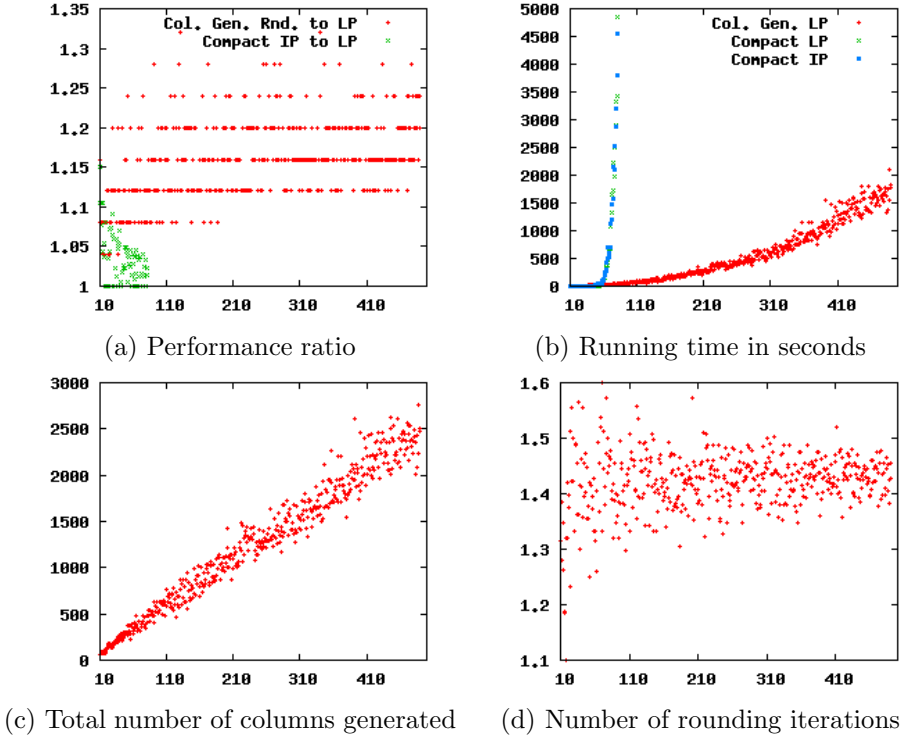 Col. Gen. Rnd. to LP
Compact IP to LP
1.35
1.3
1.25
1.2
1.15
1.1
1.05
1
10 110 210 310 410
(a) Performance ratio
Col. Gen. LP
Compact LP
Compact IP
5000
4500
4000
3500
3000
2500
2000
1500
1000
500
0
10 110 210 310 410
(b) Running time in seconds
3000
2500
2000
1500
1000
500
0
10 110 210 310 410
(c) Total number of columns generated
1.6
1.5
1.4
1.3
1.2
1.1
10 110 210 310 410
(d) Number of rounding iterations